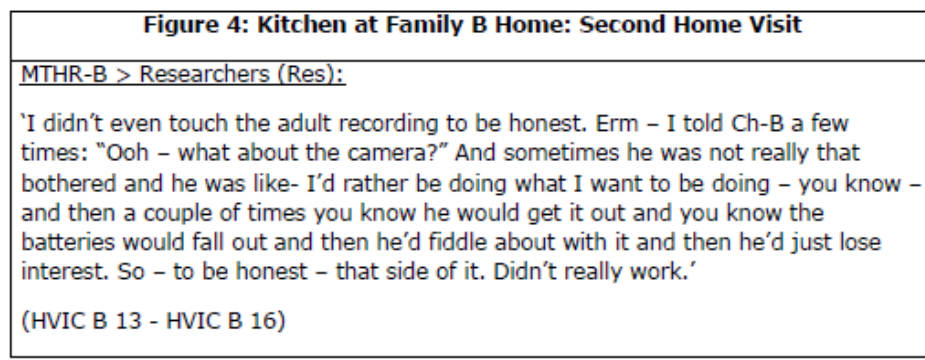 Figure 4: Kitchen at Family B Home: Second Home Visit
MTHR-B > Researchers (Res):
‘I didn’t even touch the adult recording to be honest. Erm – I told Ch-B a few
times: “Ooh – what about the camera?” And sometimes he was not really that
bothered and he was like- I’d rather be doing what I want to be doing – you know –
and then a couple of times you know he would get it out and you know the
batteries would fall out and then he’d fiddle about with it and then he’d just lose
interest. So – to be honest – that side of it. Didn’t really work.’
(HVIC B 13 - HVIC B 16)